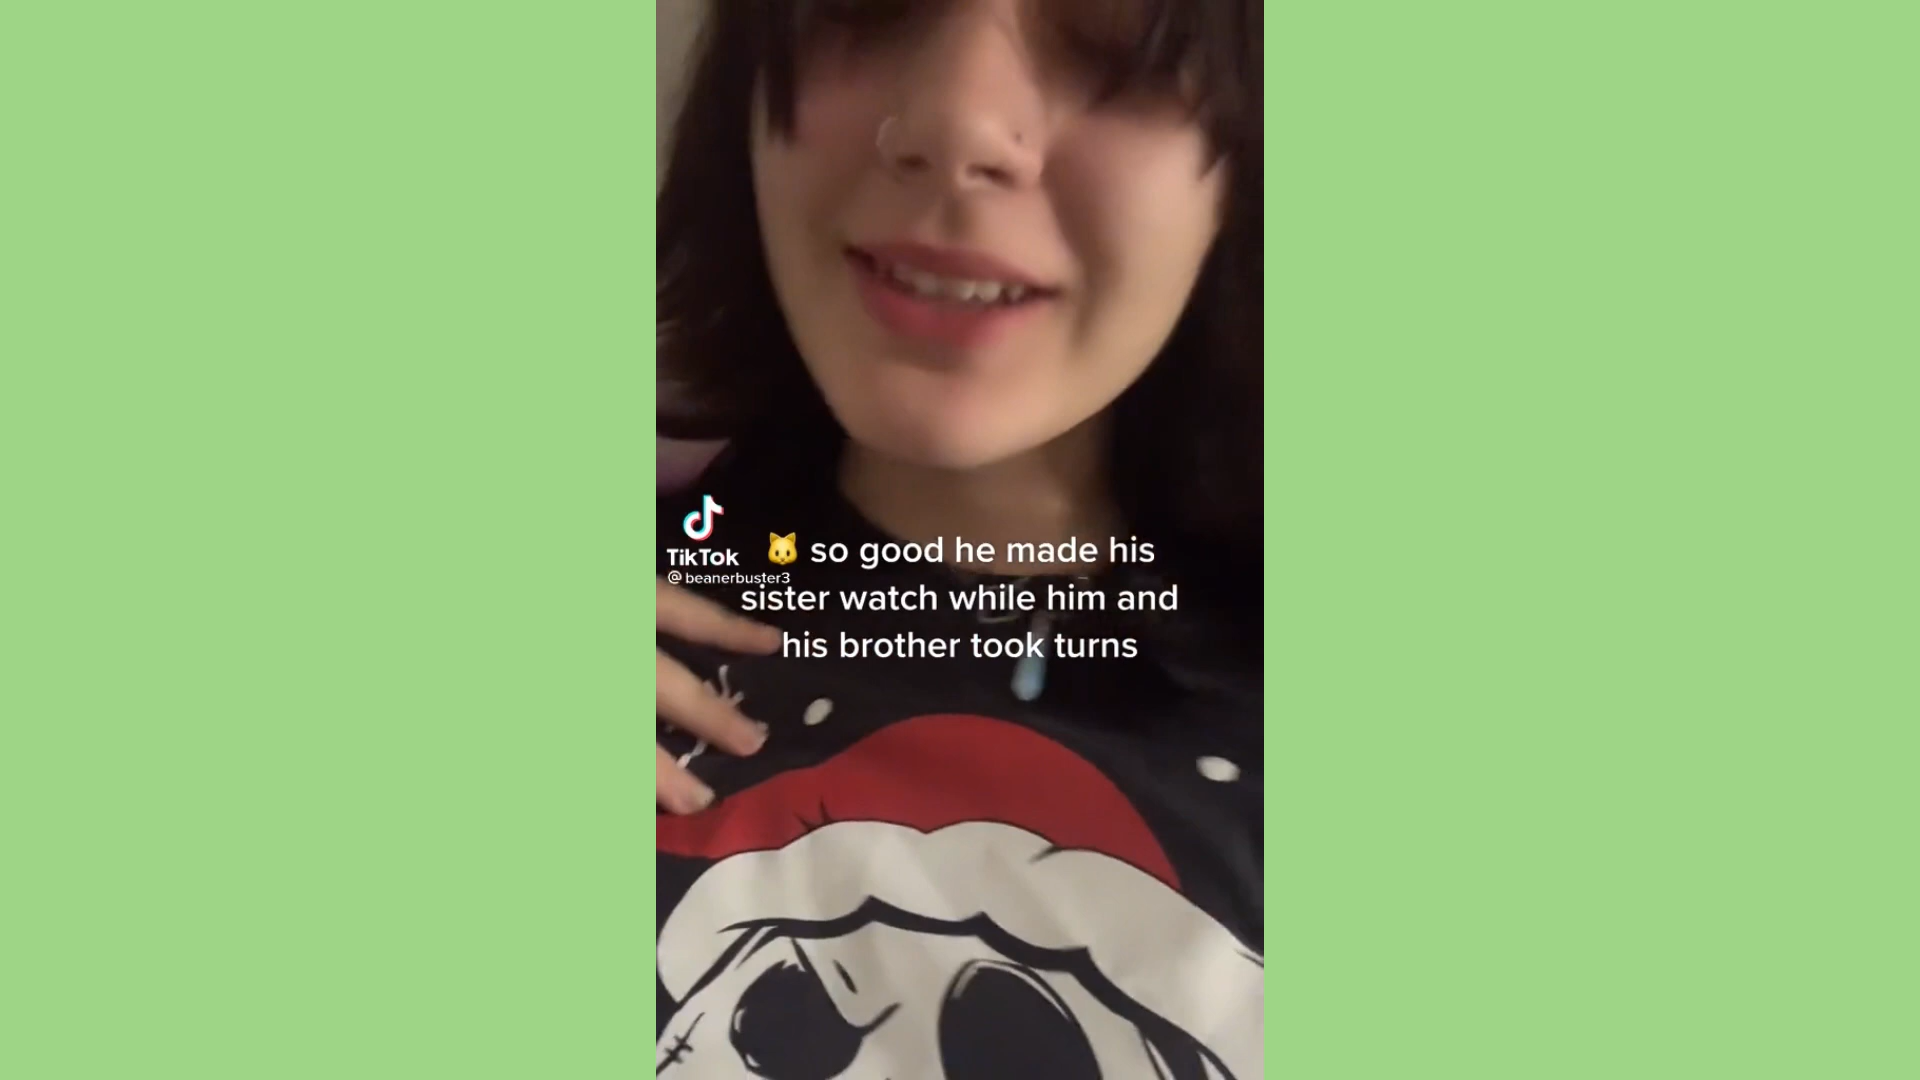 TikTok
@beanerbuster3
🐱 so good he made his
sister watch while him and
his brother took turns